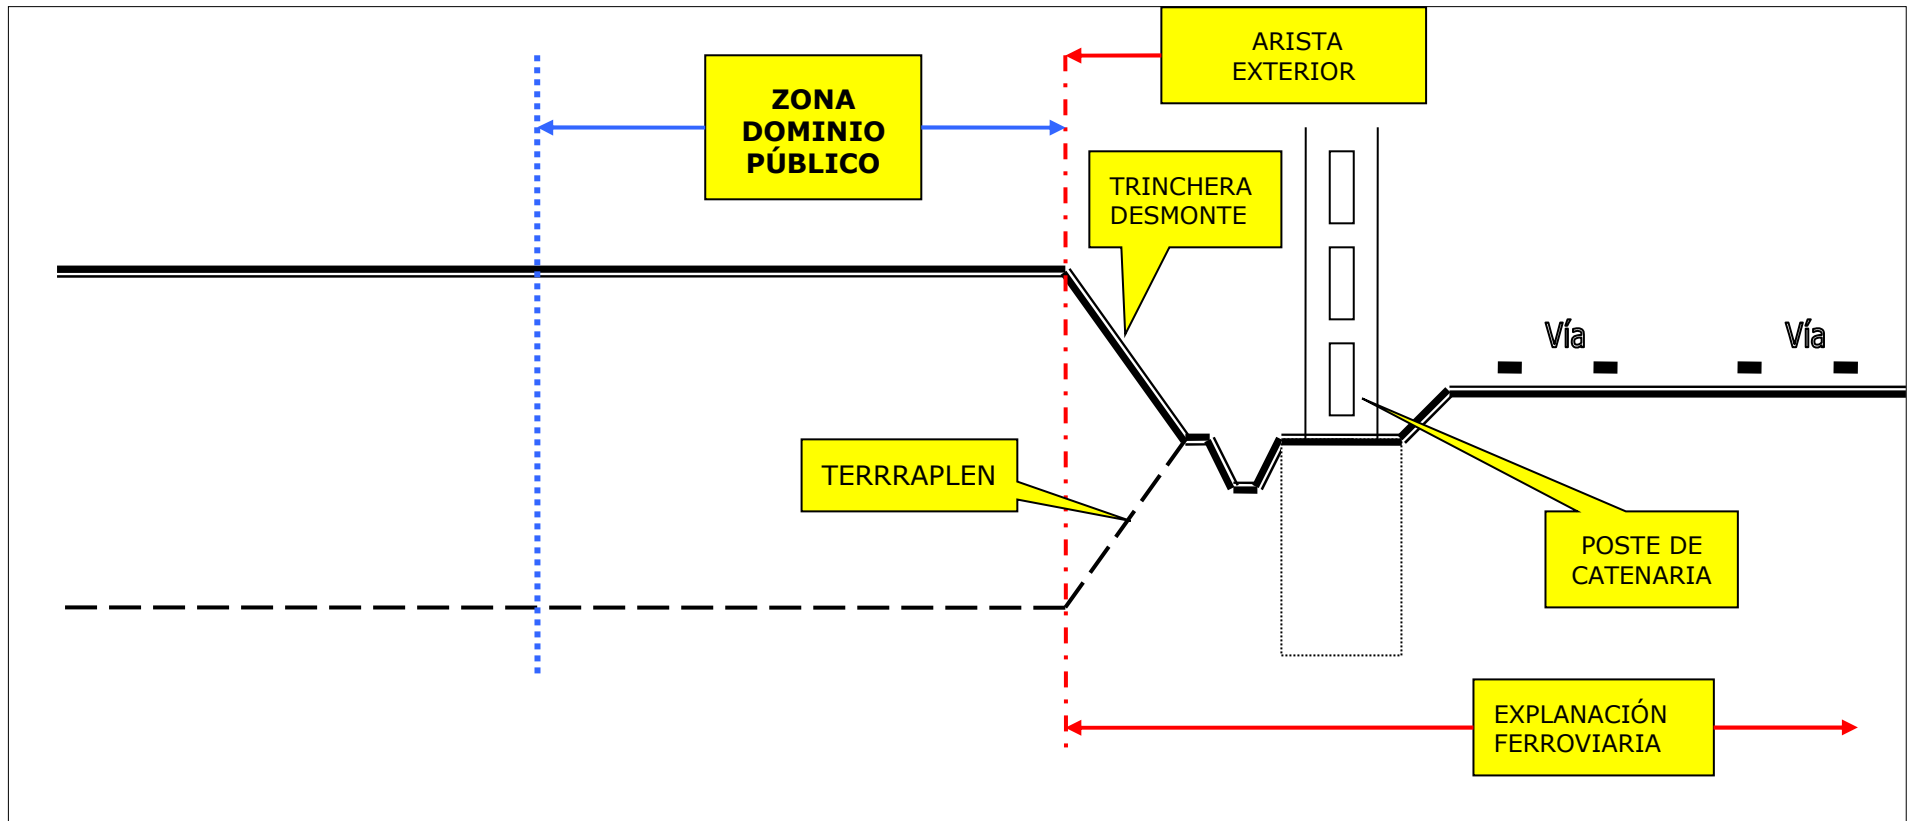 ARISTA
EXTERIOR
ZONA
DOMINIO
PÚBLICO
TRINCHERA
DESMONTE
Vía
Vía
TERRRAPLEN
POSTE DE
CATENARIA
EXPLANACIÓN
FERROVIARIA